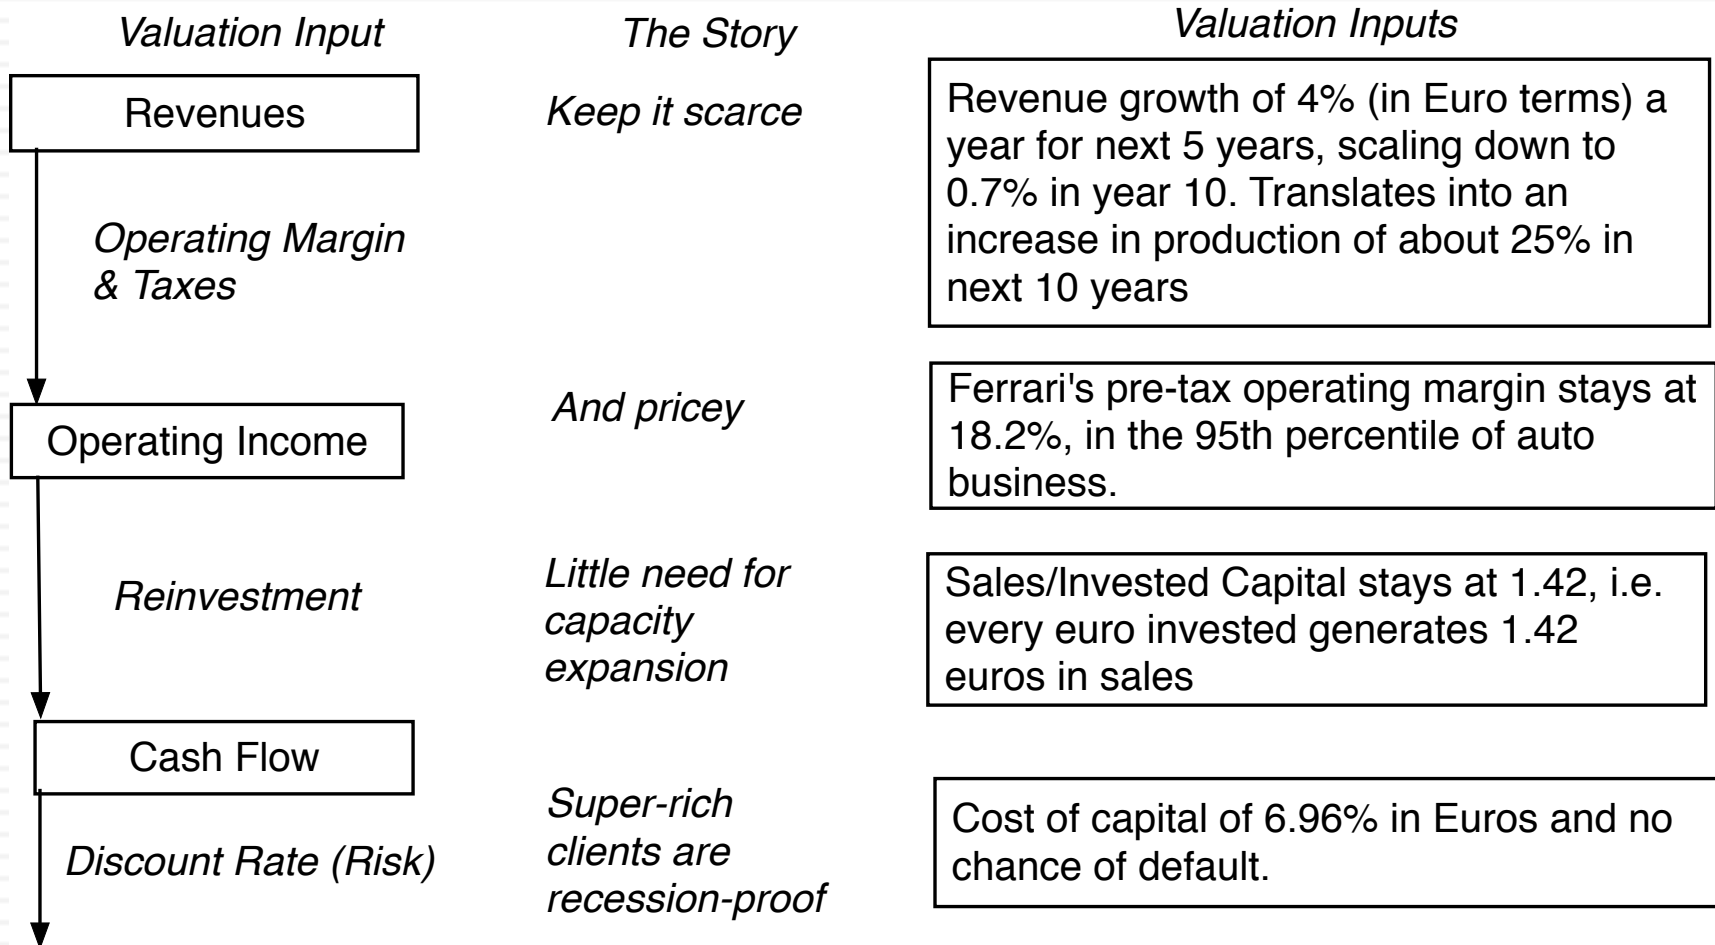 Valuation Input
The Story
Valuation Inputs
Revenues
Keep it scarce
Revenue growth of 4% (in Euro terms) a
year for next 5 years, scaling down to
0.7% in year 10. Translates into an
increase in production of about 25% in
next 10 years
Operating Margin
& Taxes
Operating Income
And pricey
Ferrari's pre-tax operating margin stays at
18.2%, in the 95th percentile of auto
business.
Reinvestment
Little need for
capacity
expansion
Sales/Invested Capital stays at 1.42, i.e.
every euro invested generates 1.42
euros in sales
Cash Flow
Discount Rate (Risk)
Super-rich
clients are
recession-proof
Cost of capital of 6.96% in Euros and no
chance of default.